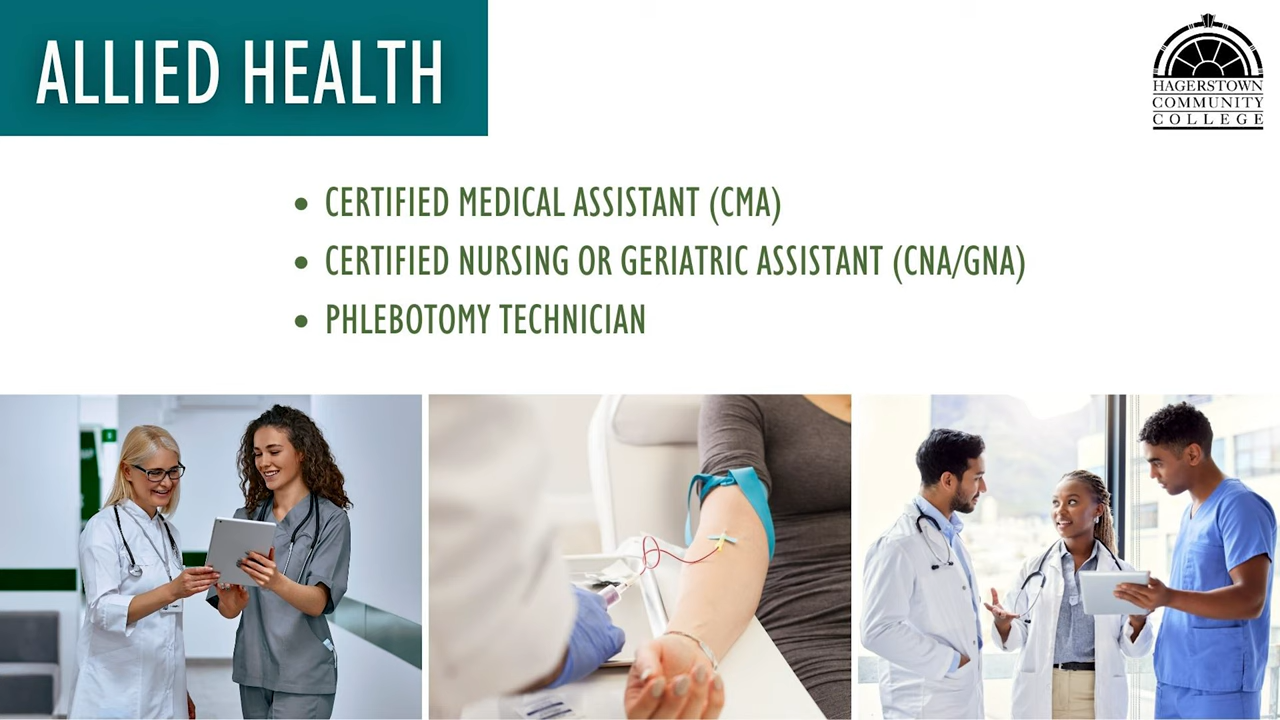 ALLIED HEALTH
HAGERSTOWN
COMMUNITY
COLLEGE
• CERTIFIED MEDICAL ASSISTANT (CMA)
• CERTIFIED NURSING OR GERIATRIC ASSISTANT (CNA/GNA)
• PHLEBOTOMY TECHNICIAN